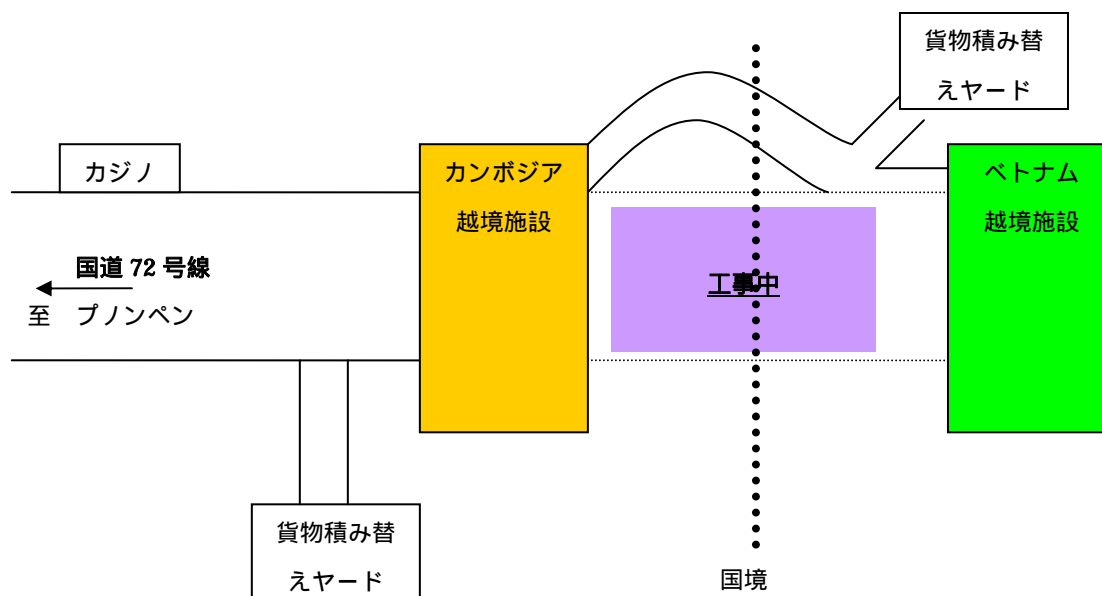 貨物積み替
えヤード
カジノ
カンボジア
越境施設
ベトナム
越境施設
国道 72 号線
至　プノンペン
工事中
貨物積み替
えヤード
国境